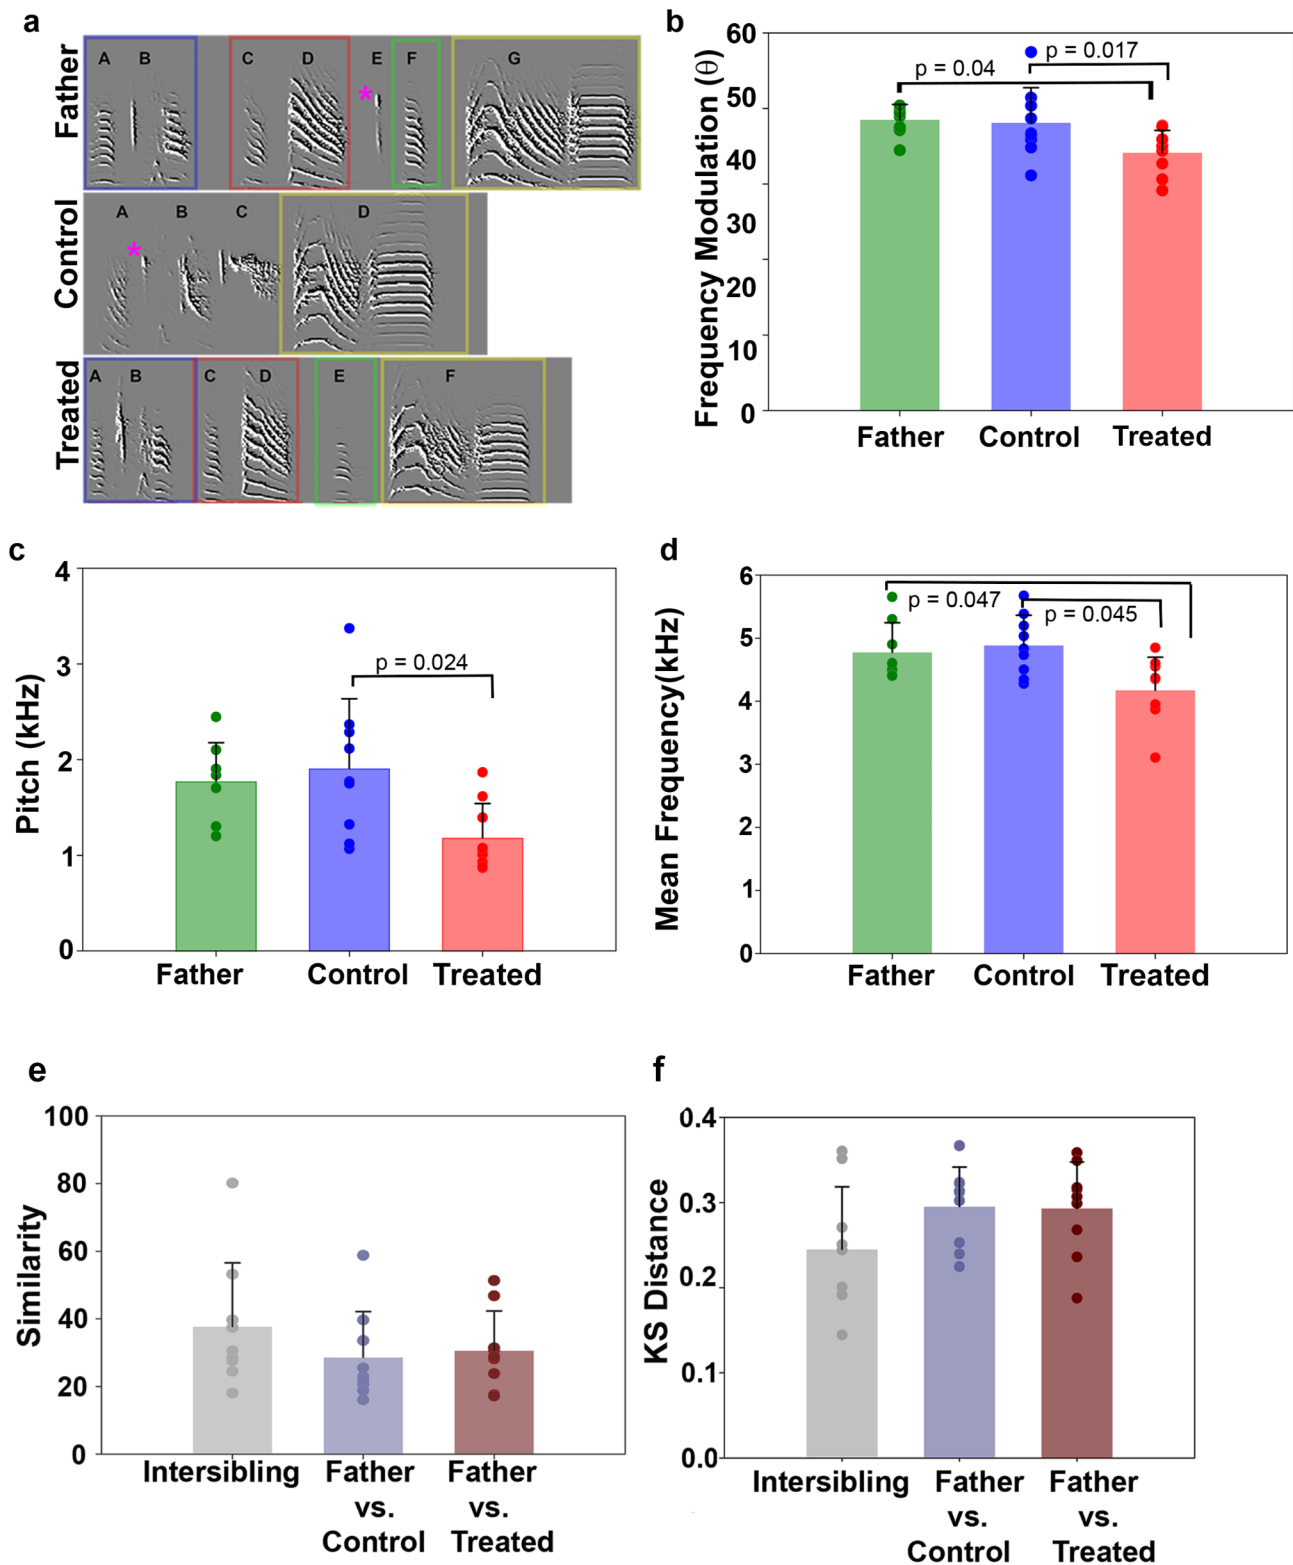 a
Father
A B C D E F G
*
Control
A B C D
*
Treated
A B C D E F
b
Frequency Modulation (θ)
60
50
40
30
20
10
0
p = 0.04
p = 0.017
Father Control Treated
c
Pitch (kHz)
4
3
2
1
0
p = 0.024
Father Control Treated
d
Mean Frequency(kHz)
6
5
4
3
2
1
0
p = 0.047
p = 0.045
Father Control Treated
e
Similarity
100
80
60
40
20
0
Intersibling
Father
vs.
Control
Father
vs.
Treated
f
KS Distance
0.4
0.3
0.2
0.1
0.0
Intersibling
Father
vs.
Control
Father
vs.
Treated